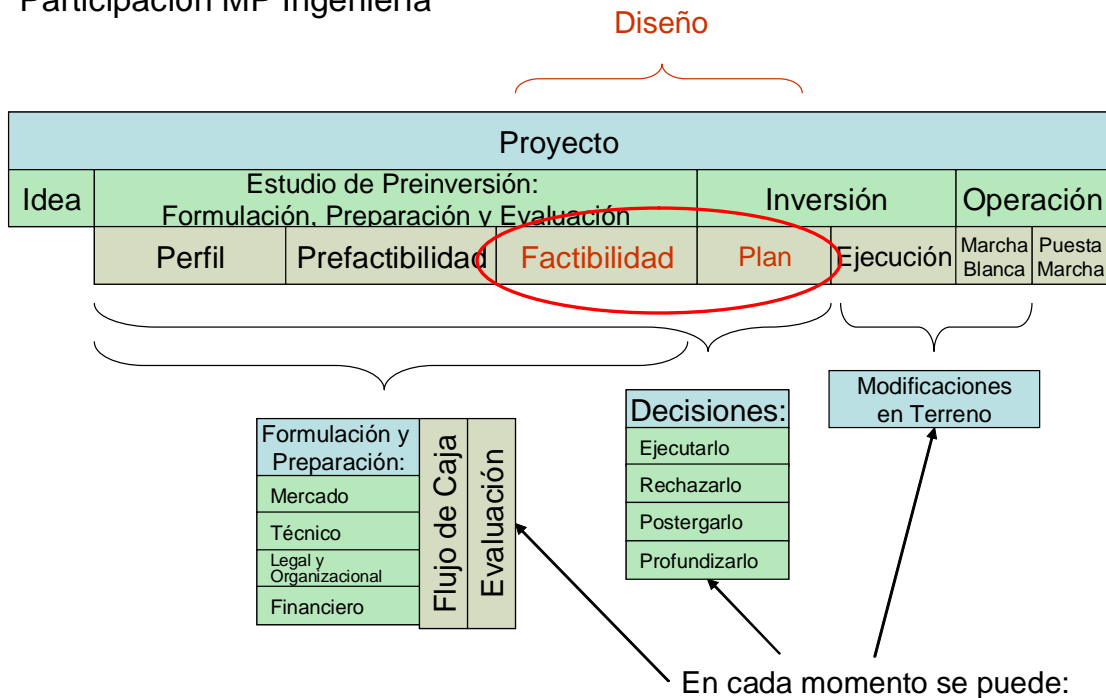 Participación MP Ingeniería
Diseño
Proyecto
Idea
Estudio de Preinversión:
Formulación, Preparación y Evaluación
Inversión
Operación
Perfil
Prefactibilidad
Factibilidad
Plan
Ejecución
Marcha
Blanca
Puesta
Marcha
Formulación y
Preparación:
Mercado
Técnico
Legal y
Organizacional
Financiero
Flujo de Caja
Evaluación
Decisiones:
Ejecutarlo
Rechazarlo
Postergarlo
Profundizarlo
Modificaciones
en Terreno
En cada momento se puede: